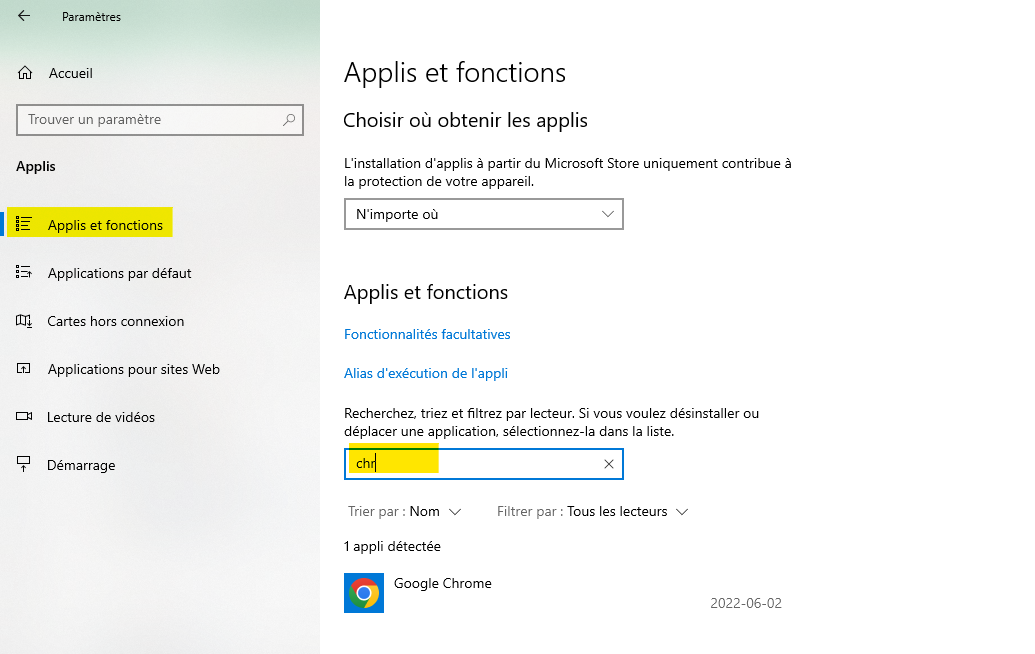 Paramètres
Accueil
Trouver un paramètre
Applis
Applis et fonctions
Applications par défaut
Cartes hors connexion
Applications pour sites Web
Lecture de vidéos
Démarrage
Applis et fonctions
Choisir où obtenir les applis
L'installation d'applis à partir du Microsoft Store uniquement contribue à
la protection de votre appareil.
N'importe où
Applis et fonctions
Fonctionnalités facultatives
Alias d'exécution de l'appli
Recherchez, triez et filtrez par lecteur. Si vous voulez désinstaller ou
déplacer une application, sélectionnez-la dans la liste.
chr
Trier par : Nom Filtrer par : Tous les lecteurs
1 appli détectée
Google Chrome
2022-06-02